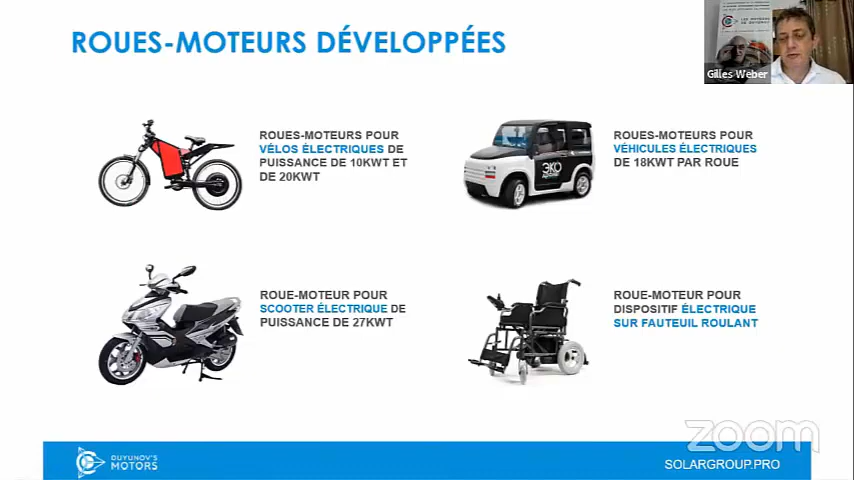 ROUES-MOTEURS DÉVELOPPÉES
Gilles Weber
ROUES-MOTEURS POUR
VÉLOS ÉLECTRIQUES DE
PUISSANCE DE 10KWT ET
DE 20KWT
ROUES-MOTEURS POUR
VÉHICULES ÉLECTRIQUES
DE 18KWT PAR ROUE
ЭКО
ROUE-MOTEUR POUR
SCOOTER ÉLECTRIQUE DE
PUISSANCE DE 27KWT
ROUE-MOTEUR POUR
DISPOSITIF ÉLECTRIQUE
SUR FAUTEUIL ROULANT
zoom
DUYUNOV'S
MOTORS
SOLARGROUP.PRO